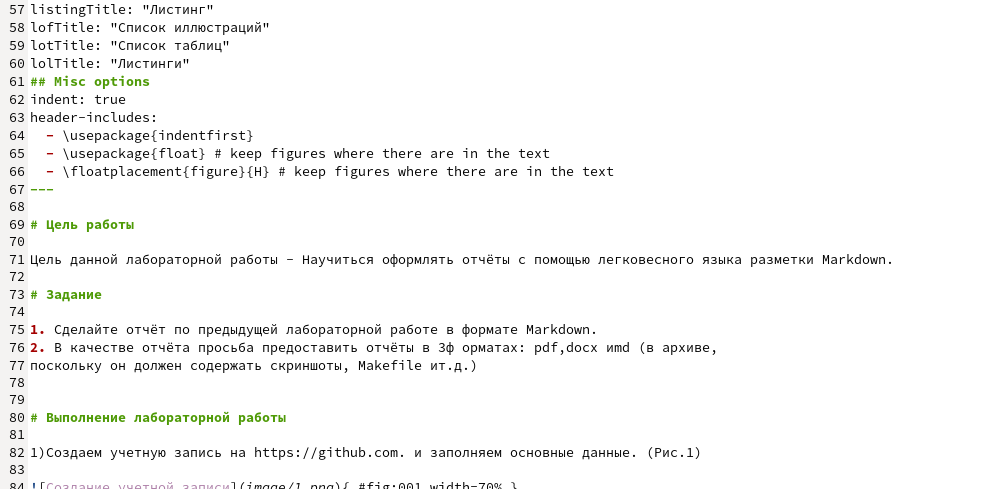 57 listingTitle: "Листинг"
58 lofTitle: "Список иллюстраций"
59 lotTitle: "Список таблиц"
60 lolTitle: "Листинги"
61 ## Misc options
62 indent: true
63 header-includes:
64   - \usepackage{indentfirst}
65   - \usepackage{float} # keep figures where there are in the text
66   - \floatplacement{figure}{H} # keep figures where there are in the text
67 ---
68
69 # Цель работы
70
71 Цель данной лабораторной работы - Научиться оформлять отчёты с помощью легковесного языка разметки Markdown.
72
73 # Задание
74
75 1. Сделайте отчёт по предыдущей лабораторной работе в формате Markdown.
76 2. В качестве отчёта просьба предоставить отчёты в 3ф орматах: pdf,docx иmd (в архиве,
77 поскольку он должен содержать скриншоты, Makefile ит.д.)
78
79
80 # Выполнение лабораторной работы
81
82 1)Создаем учетную запись на https://github.com. и заполняем основные данные. (Рис.1)
83
84 ![Создание учетной записи](image/1.png){ #fig:001 width=70% }